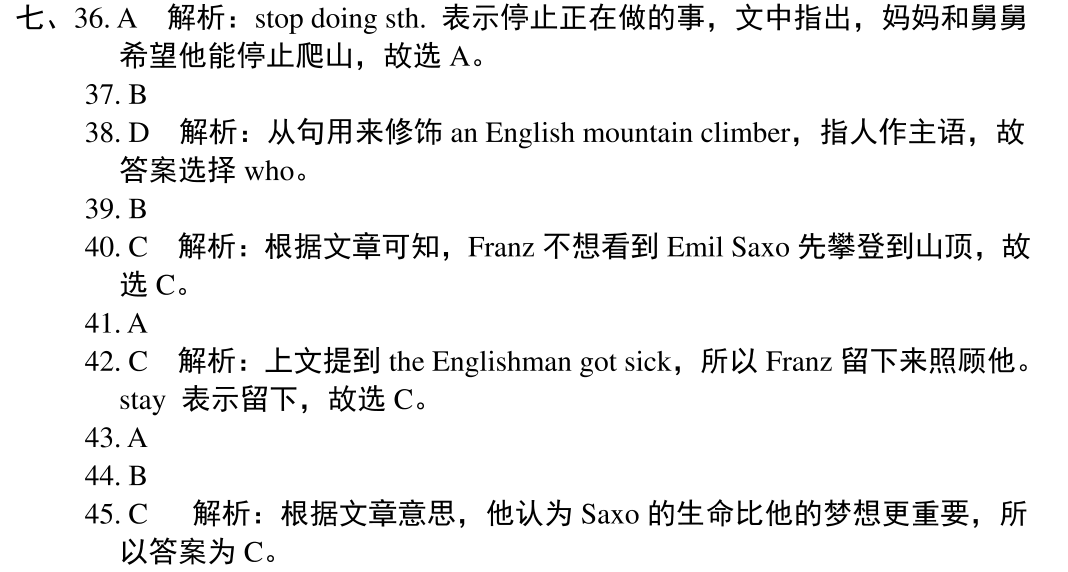 七、36. A 解析：stop doing sth. 表示停止正在做的事，文中指出，妈妈和舅舅
希望他能停止爬山，故选 A。
37. B
38. D 解析：从句用来修饰 an English mountain climber，指人作主语，故
答案选择 who。
39. B
40. C 解析：根据文章可知，Franz 不想看到 Emil Saxo 先攀登到山顶，故
选 C。
41. A
42. C 解析：上文提到 the Englishman got sick，所以 Franz 留下来照顾他。
stay 表示留下，故选 C。
43. A
44. B
45. C 解析：根据文章意思，他认为 Saxo 的生命比他的梦想更重要，所
以答案为 C。